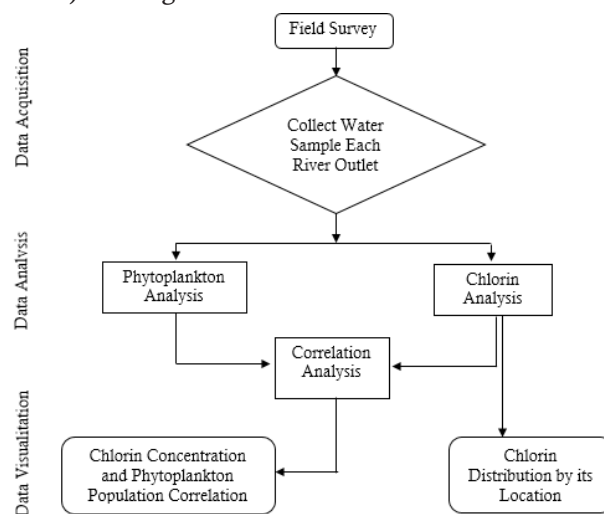 Field Survey
Data Acquisition
Collect Water
Sample Each
River Outlet
Data Analysis
Phytoplankton
Analysis
Chlorin
Analysis
Correlation
Analysis
Data Visualitation
Chlorin Concentration
and Phytoplankton
Population Correlation
Chlorin
Distribution by its
Location